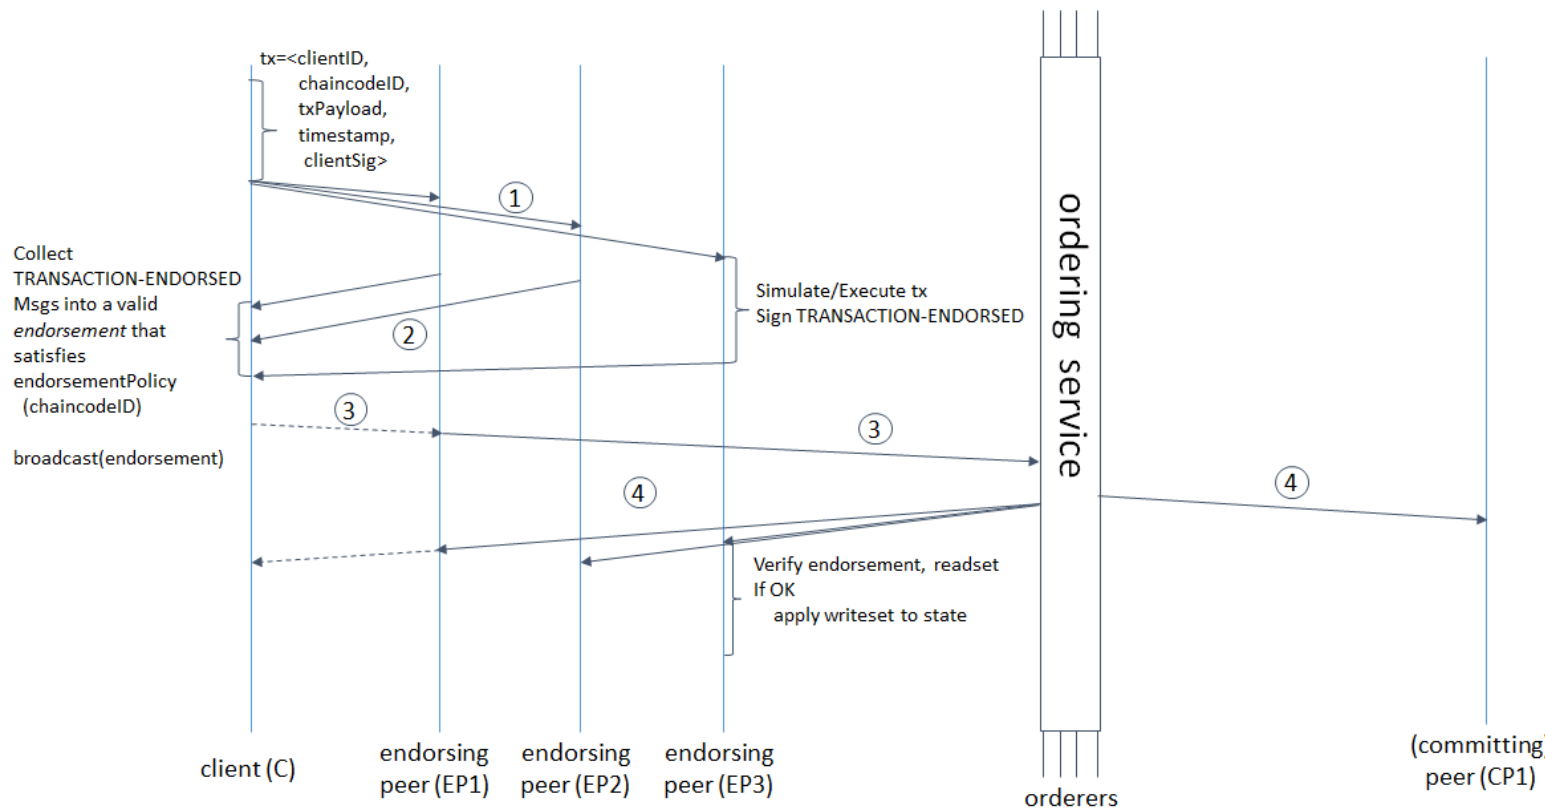 tx=<clientID,
chaincodeID,
txPayload,
timestamp,
clientSig>
1
Collect
TRANSACTION-ENDORSED
Msgs into a valid
endorsement that
satisfies
endorsementPolicy
(chaincodeID)
2
Simulate/Execute tx
Sign TRANSACTION-ENDORSED
ordering service
3
3
broadcast(endorsement)
4
4
Verify endorsement, readset
If OK
apply writeset to state
client (C)
endorsing
peer (EP1)
endorsing
peer (EP2)
endorsing
peer (EP3)
orderers
(committing)
peer (CP1)